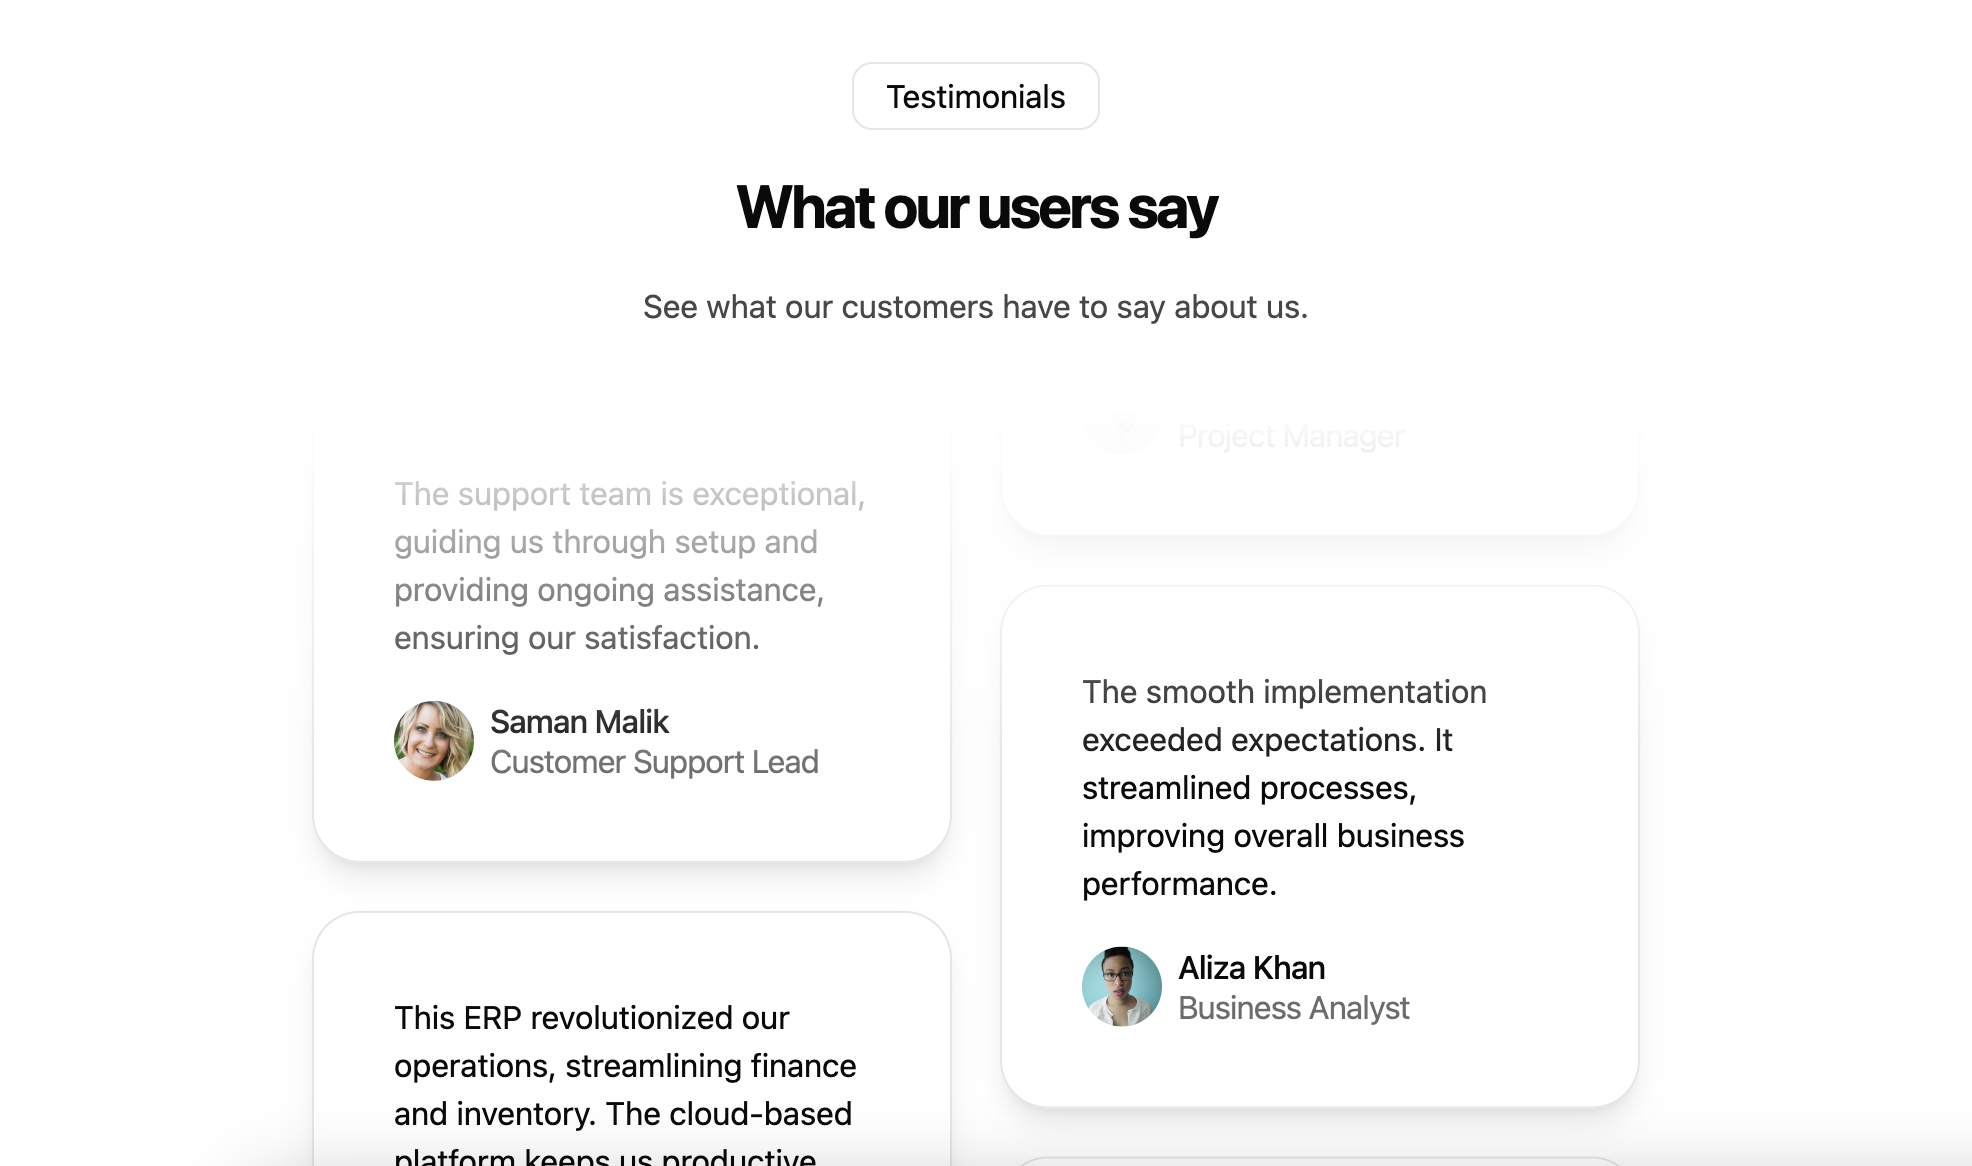 Testimonials
What our users say
See what our customers have to say about us.
The support team is exceptional,
guiding us through setup and
providing ongoing assistance,
ensuring our satisfaction.
Saman Malik
Customer Support Lead
This ERP revolutionized our
operations, streamlining finance
and inventory. The cloud-based
platform keeps us productive
Project Manager
The smooth implementation
exceeded expectations. It
streamlined processes,
improving overall business
performance.
Aliza Khan
Business Analyst